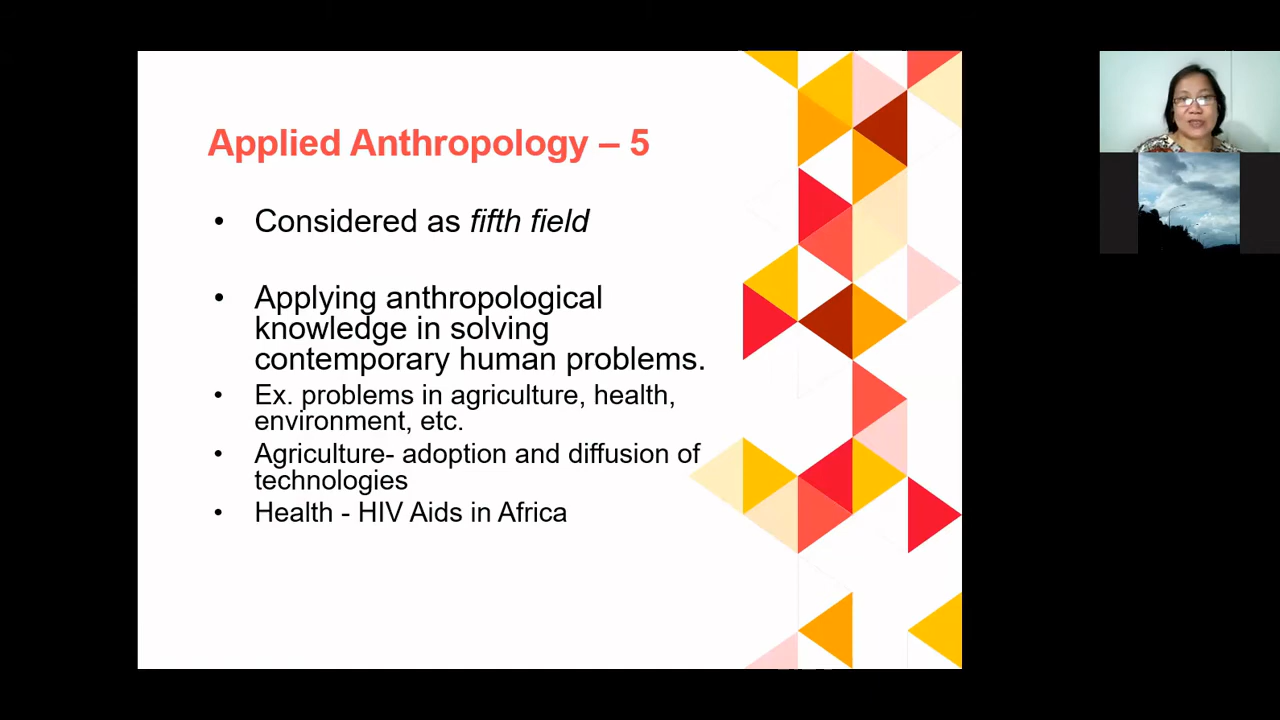 Applied Anthropology – 5
• Considered as fifth field
• Applying anthropological
knowledge in solving
contemporary human problems.
• Ex. problems in agriculture, health,
environment, etc.
• Agriculture- adoption and diffusion of
technologies
• Health - HIV Aids in Africa